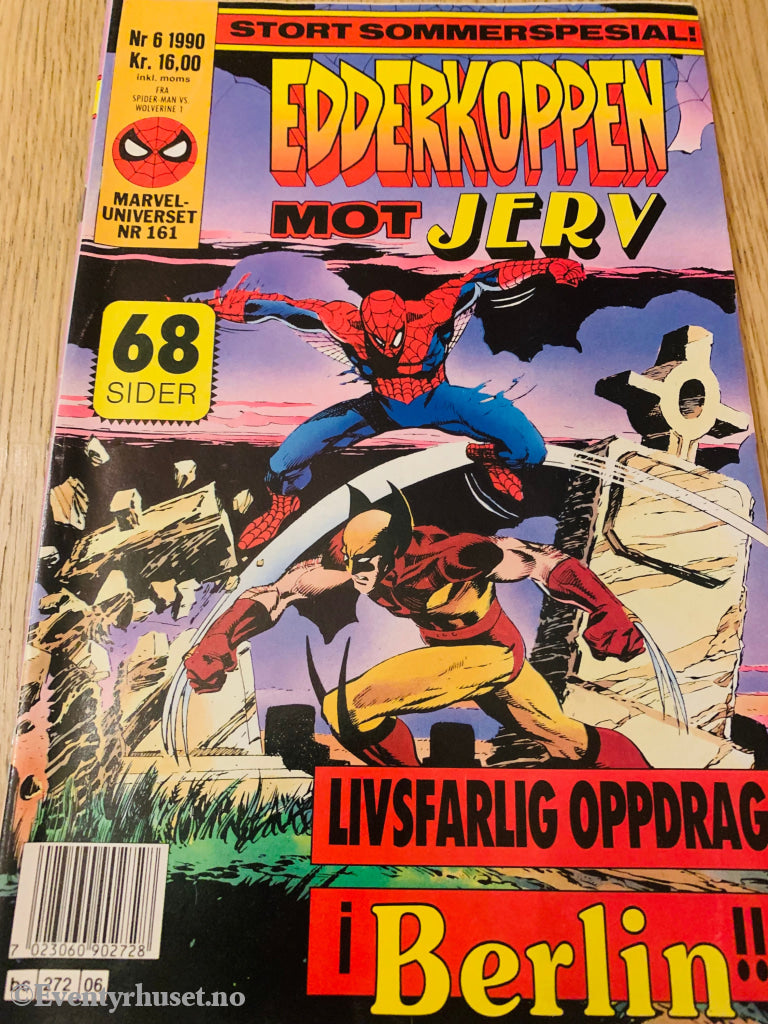 Nr 6 1990
Kr. 16,00
inkl. moms
FRA
SPIDER-MAN VS.
WOLVERINE 1
MARVEL-
UNIVERSET
NR 161
STORT SOMMERSPESIAL!
EDDERKOPPEN
MOT JERV
68
SIDER
LIVSFARLIG OPPDRAG
i Berlin!!
7 023060 902728
bc 272 06
©Eventyrhuset.no